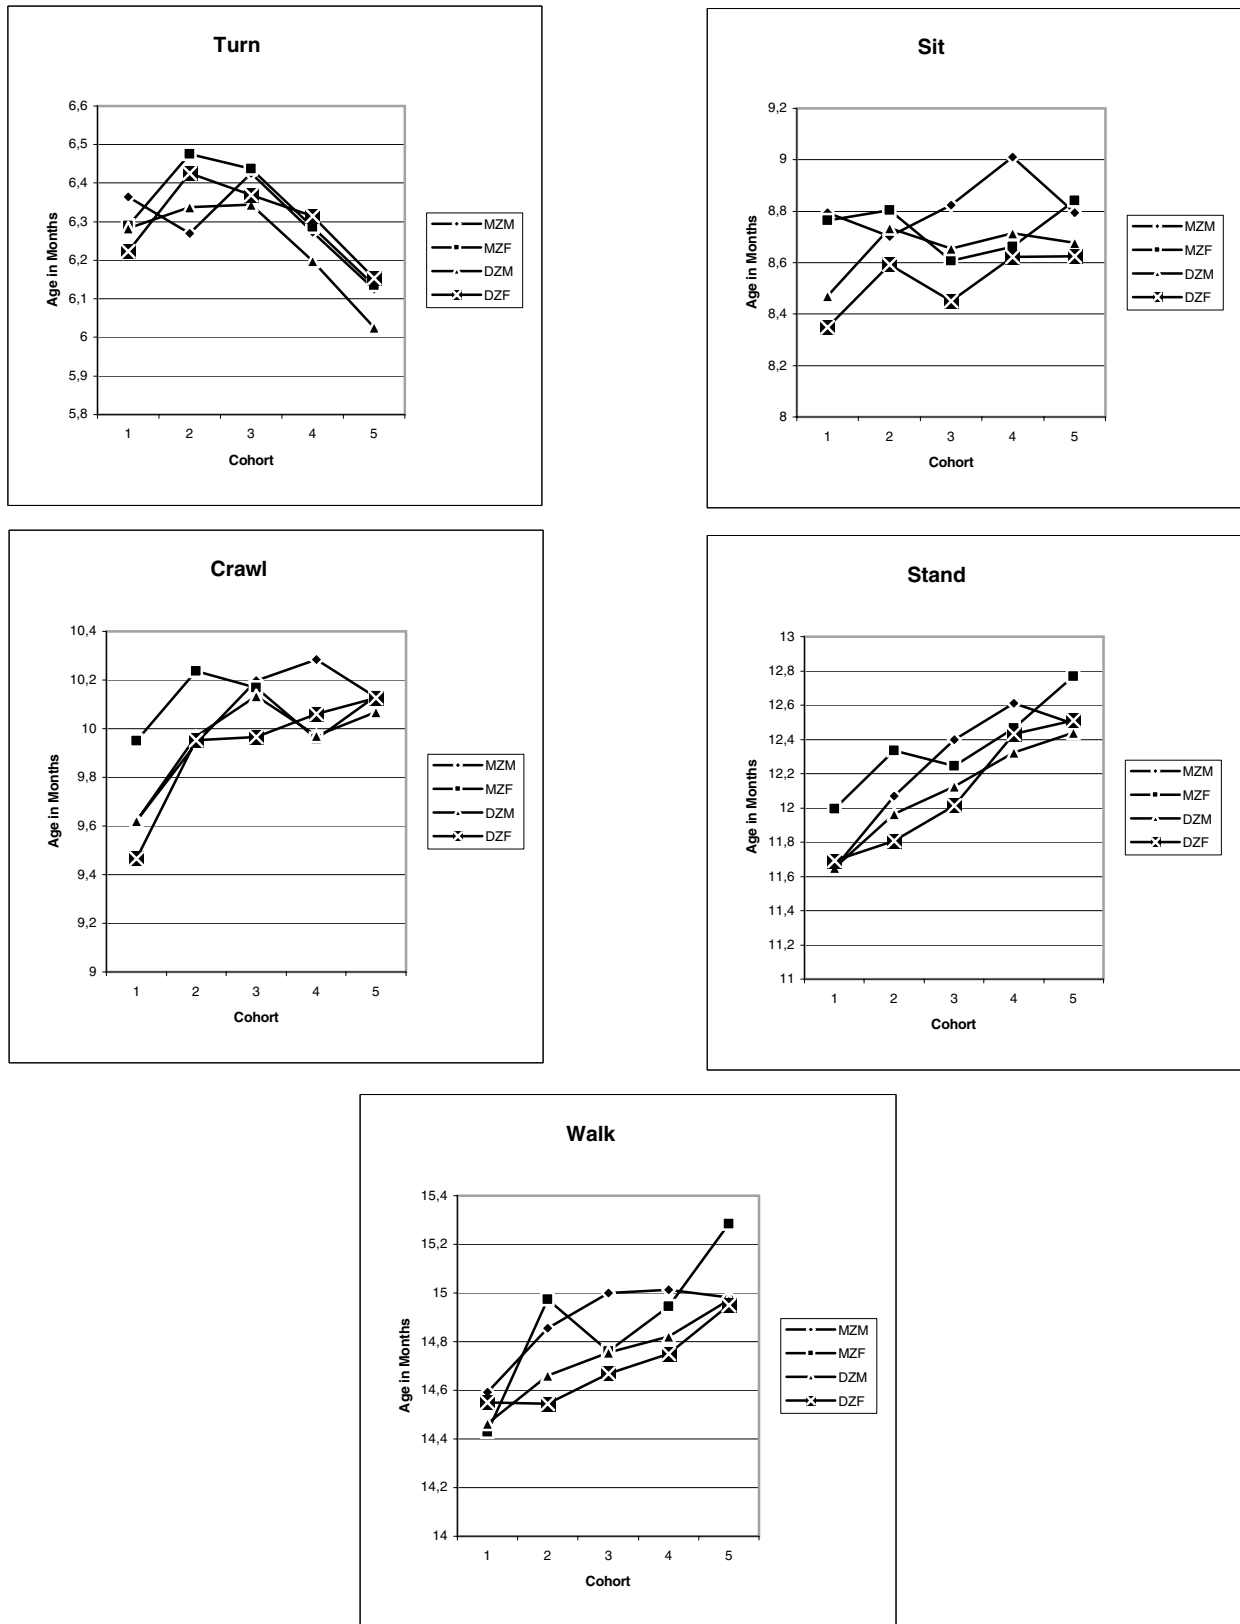 Turn
6,6
6,5
6,4
6,3
6,2
6,1
6
5,9
5,8
Age in Months
1 2 3 4 5
Cohort
MZM
MZF
DZM
DZF
Sit
9,2
9
8,8
8,6
8,4
8,2
8
Age in Months
1 2 3 4 5
Cohort
MZM
MZF
DZM
DZF
Crawl
10,4
10,2
10
9,8
9,6
9,4
9,2
9
Age in Months
1 2 3 4 5
Cohort
MZM
MZF
DZM
DZF
Stand
13
12,8
12,6
12,4
12,2
12
11,8
11,6
11,4
11,2
11
Age in Months
1 2 3 4 5
Cohort
MZM
MZF
DZM
DZF
Walk
15,4
15,2
15
14,8
14,6
14,4
14,2
14
Age in Months
1 2 3 4 5
Cohort
MZM
MZF
DZM
DZF